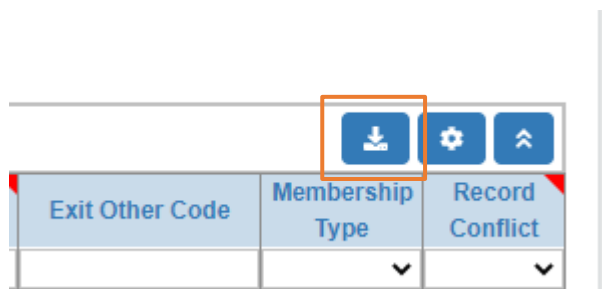 Exit Other Code
Membership
Type
Record
Conflict